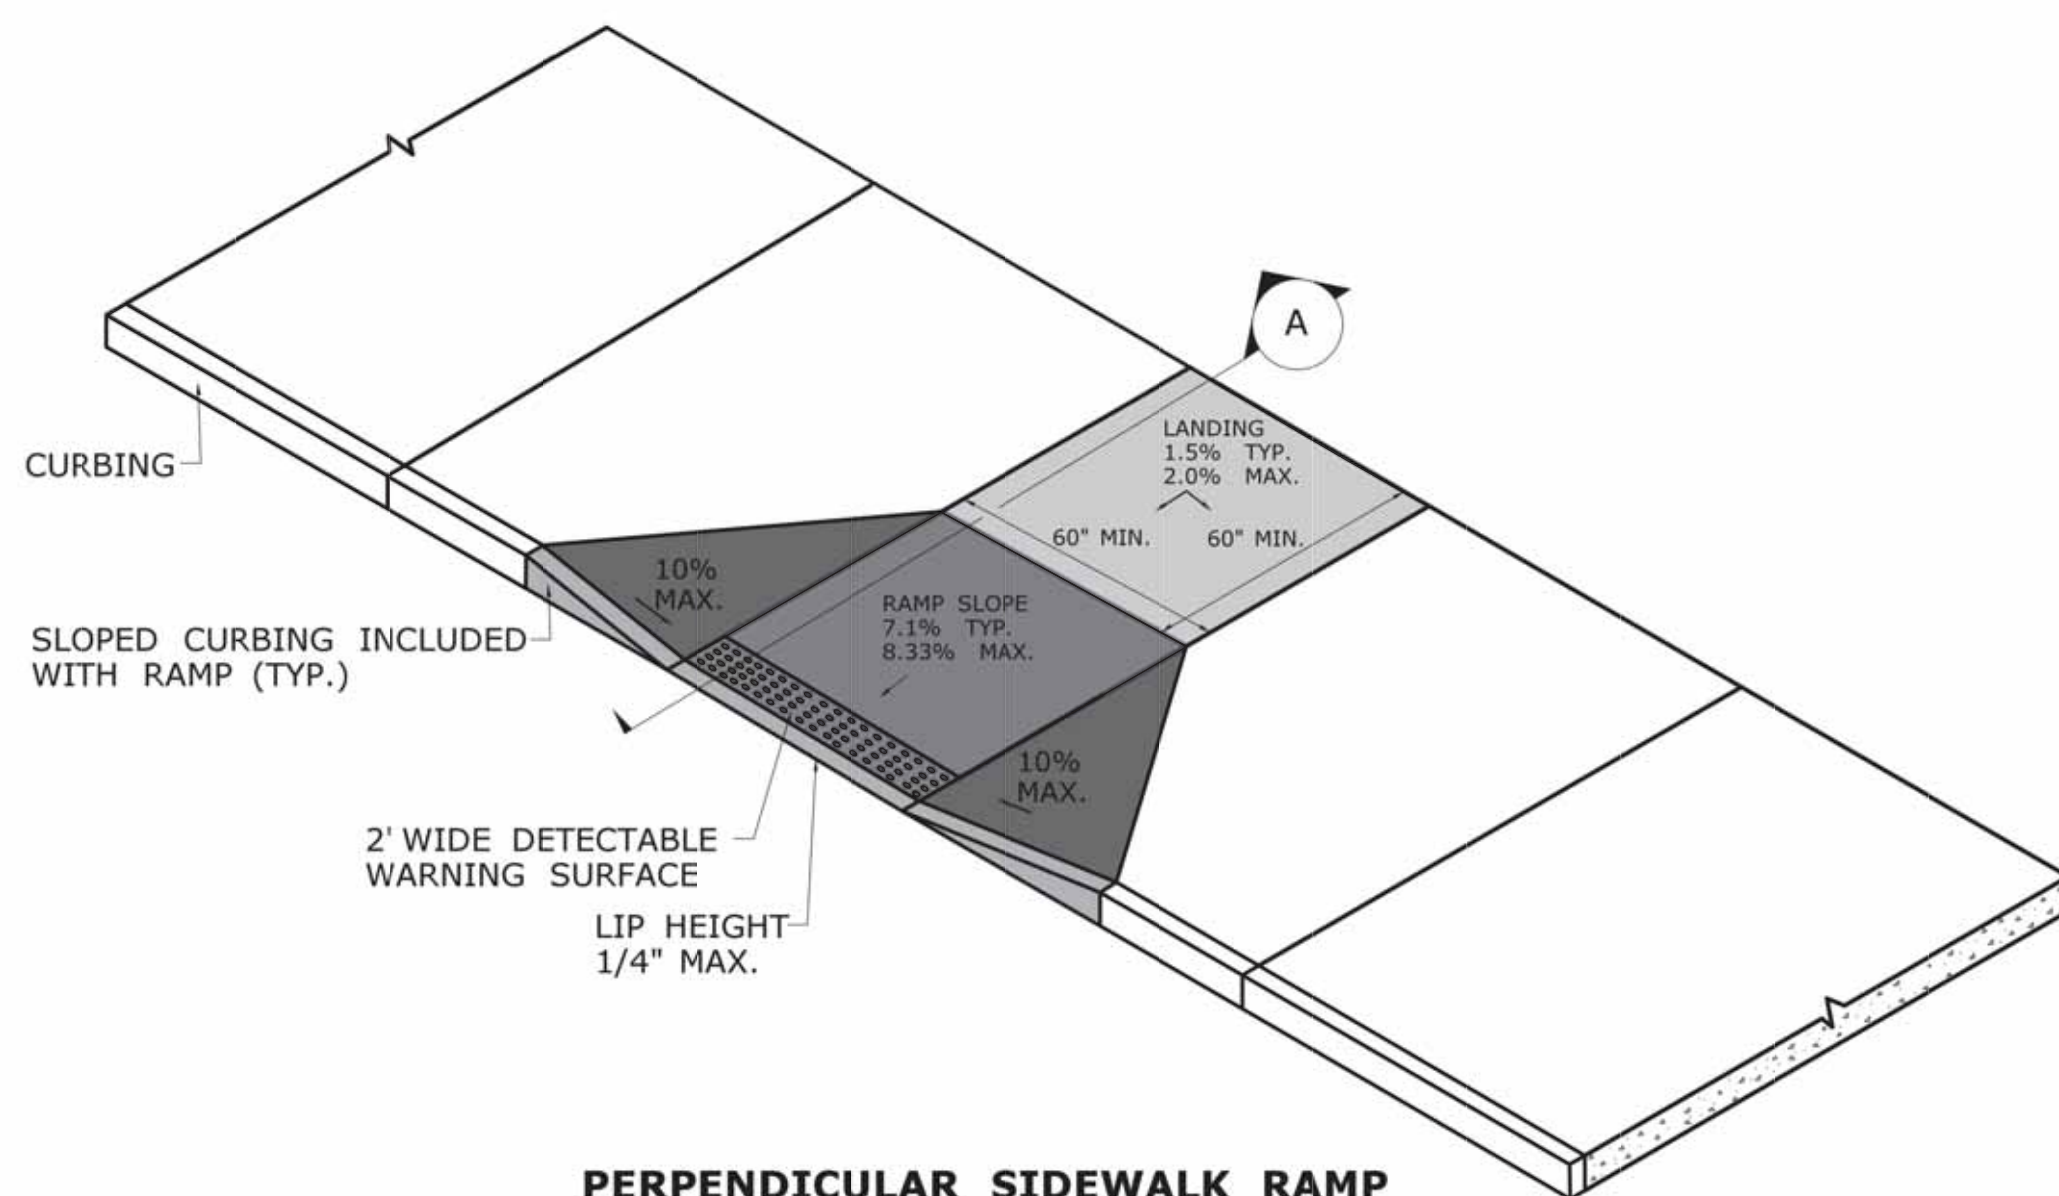 A
LANDING
1.5% TYP.
2.0% MAX.
60" MIN.
60" MIN.
CURBING
10%
MAX.
RAMP SLOPE
7.1% TYP.
8.33% MAX.
SLOPED CURBING INCLUDED
WITH RAMP (TYP.)
10%
MAX.
2' WIDE DETECTABLE
WARNING SURFACE
LIP HEIGHT
1/4" MAX.
PERPENDICULAR SIDEWALK RAMP